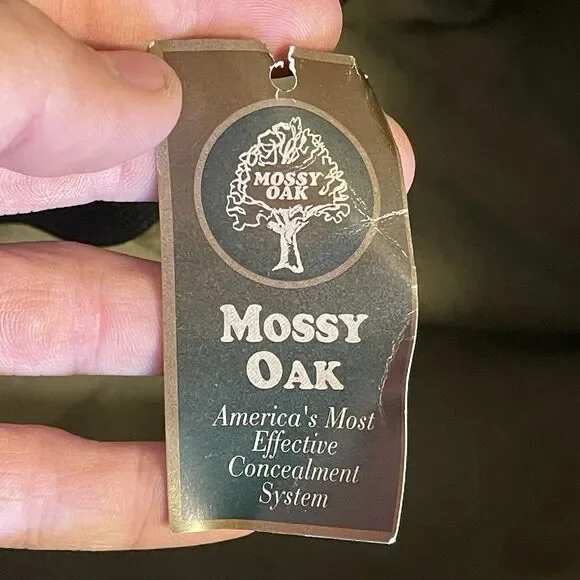 MOSSY
OAK
MOSSY
OAK
America's Most
Effective
Concealment
System